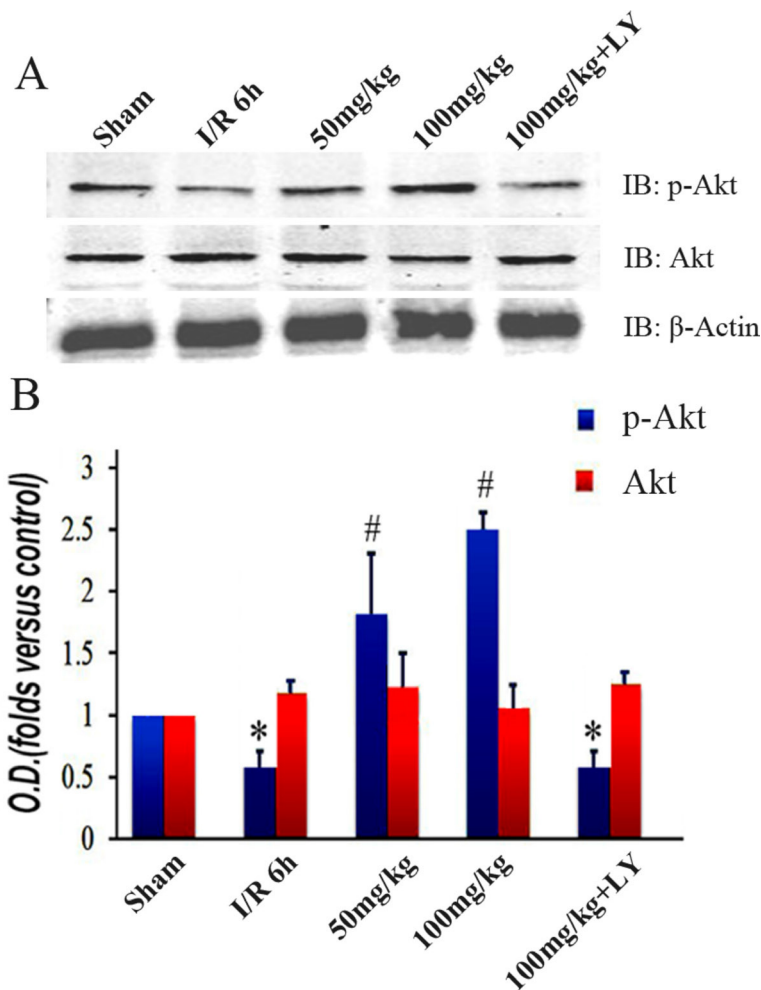 A
Sham
I/R 6h
50mg/kg
100mg/kg
100mg/kg+LY
IB: p-Akt
IB: Akt
IB: β-Actin
B
p-Akt
Akt
O.D.(folds versus control)
3
2.5
2
1.5
1
0.5
0
*
#
#
*
Sham
I/R 6h
50mg/kg
100mg/kg
100mg/kg+LY